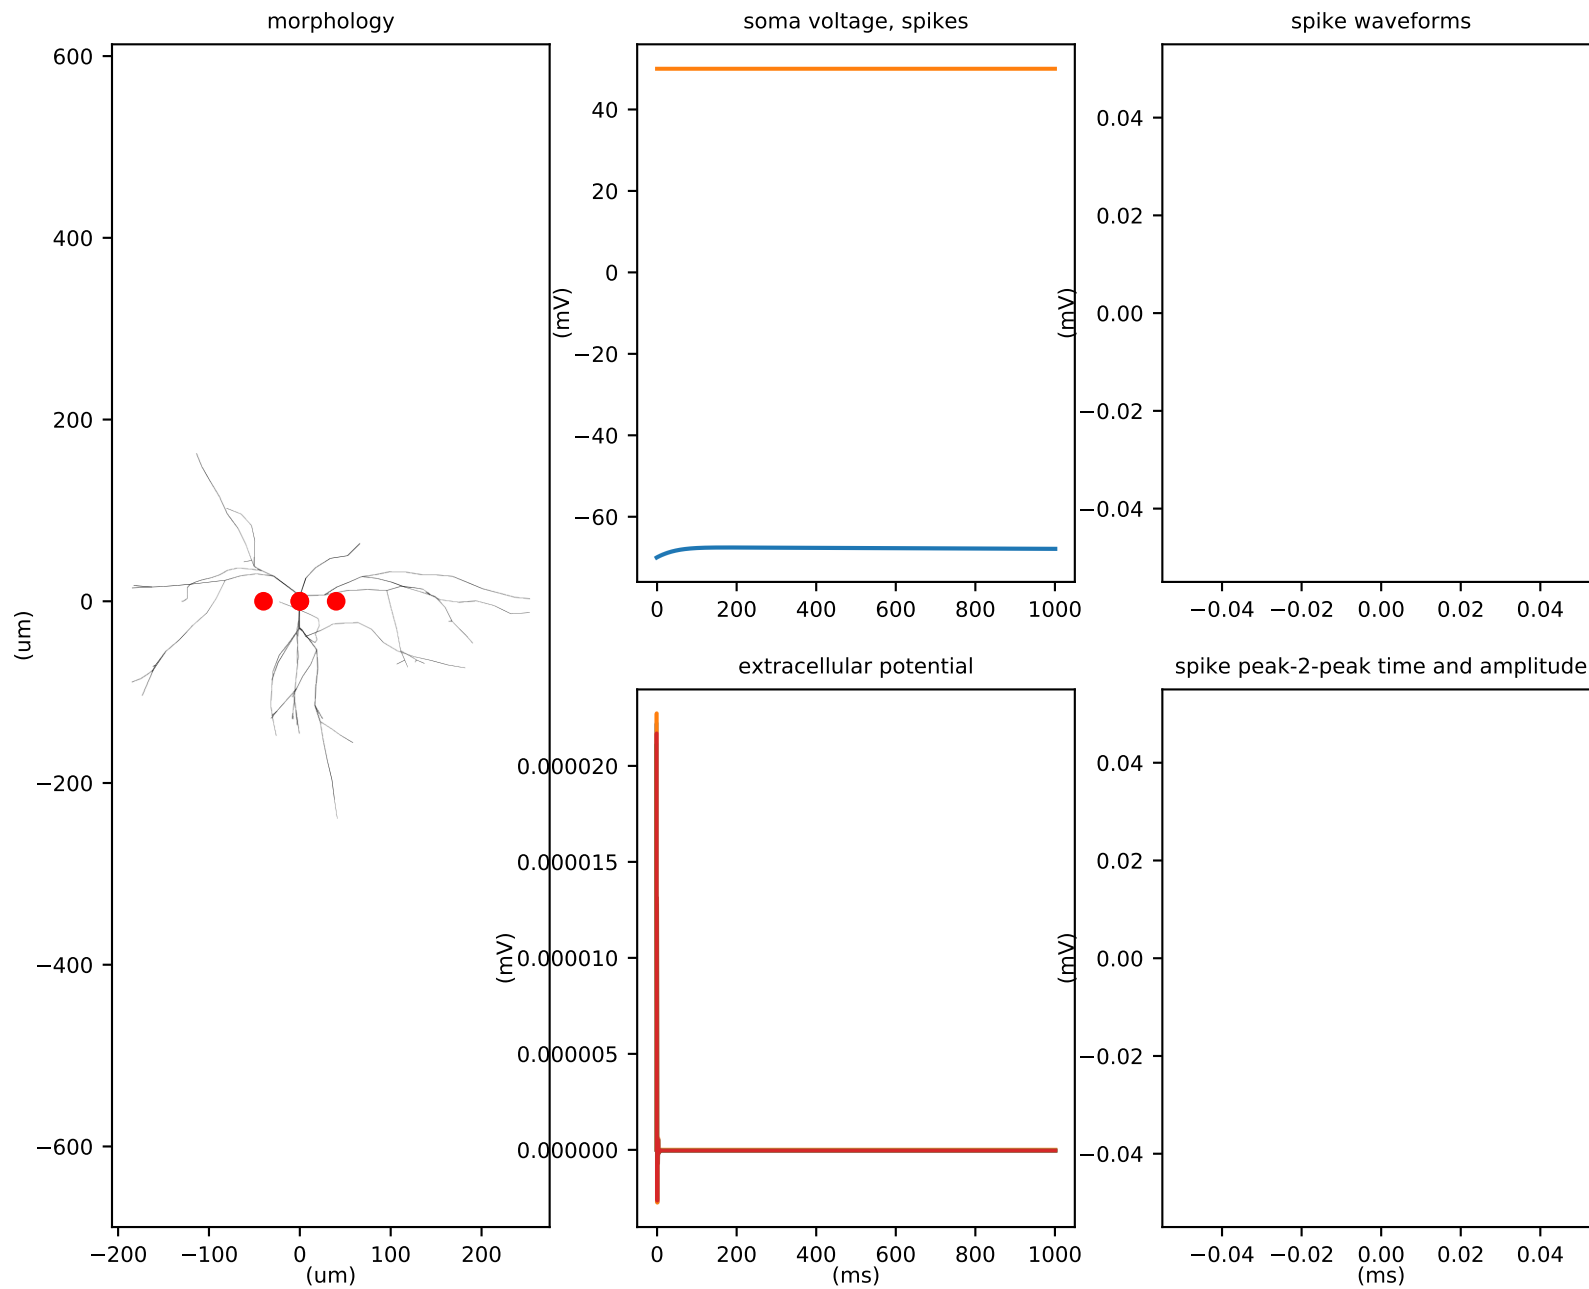 morphology
600
400
200
0
−200
−400
−600
(um)
−200 −100 0 100 200
(um)
soma voltage, spikes
40
20
0
−20
−40
−60
(mV)
0 200 400 600 800 1000
extracellular potential
0.000020
0.000015
0.000010
0.000005
0.000000
(mV)
0 200 400 600 800 1000
(ms)
spike waveforms
0.04
0.02
0.00
−0.02
−0.04
(mV)
−0.04 −0.02 0.00 0.02 0.04
spike peak-2-peak time and amplitude
0.04
0.02
0.00
−0.02
−0.04
(mV)
−0.04 −0.02 0.00 0.02 0.04
(ms)